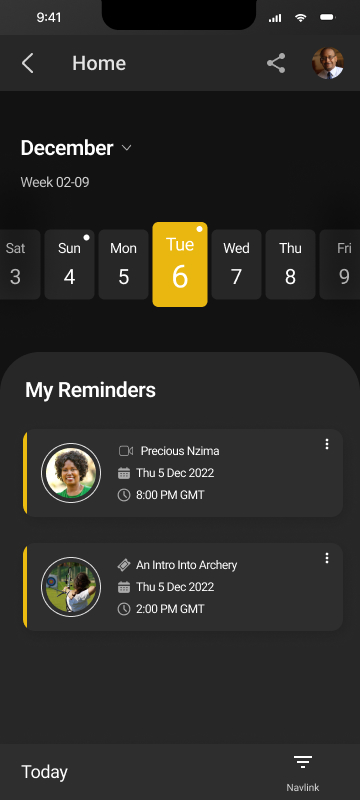 9:41
Home
December
Week 02-09
Sat Sun Mon Tue Wed Thu Fri
3 4 5 6 7 8 9
My Reminders
Precious Nzima
Thu 5 Dec 2022
8:00 PM GMT
An Intro Into Archery
Thu 5 Dec 2022
2:00 PM GMT
Today
Navlink